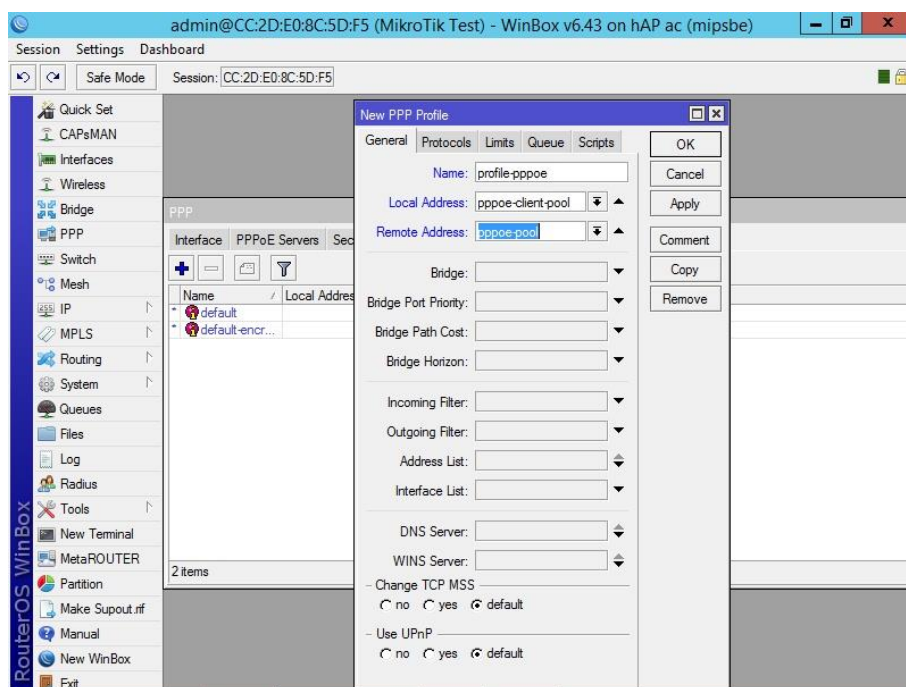 admin@CC:2D:E0:8C:5D:F5 (MikroTik Test) - WinBox v6.43 on hAP ac (mipsbe)
Session Settings Dashboard
Safe Mode Session: CC:2D:E0:8C:5D:F5
RouterOS WinBox
Quick Set
CAPsMAN
Interfaces
Wireless
Bridge
PPP
Switch
Mesh
IP
MPLS
Routing
System
Queues
Files
Log
Radius
Tools
New Terminal
MetaROUTER
Partition
Make Supout.rif
Manual
New WinBox
Exit
PPP
Interface PPPoE Servers Sec
Name Local Addres
* default
* default-encr...
2 items
New PPP Profile
General Protocols Limits Queue Scripts
Name: profile-pppoe
Local Address: pppoe-client-pool
Remote Address: pppoe-pool
Bridge:
Bridge Port Priority:
Bridge Path Cost:
Bridge Horizon:
Incoming Filter:
Outgoing Filter:
Address List:
Interface List:
DNS Server:
WINS Server:
Change TCP MSS
no yes default
Use UPnP
no yes default
OK
Cancel
Apply
Comment
Copy
Remove